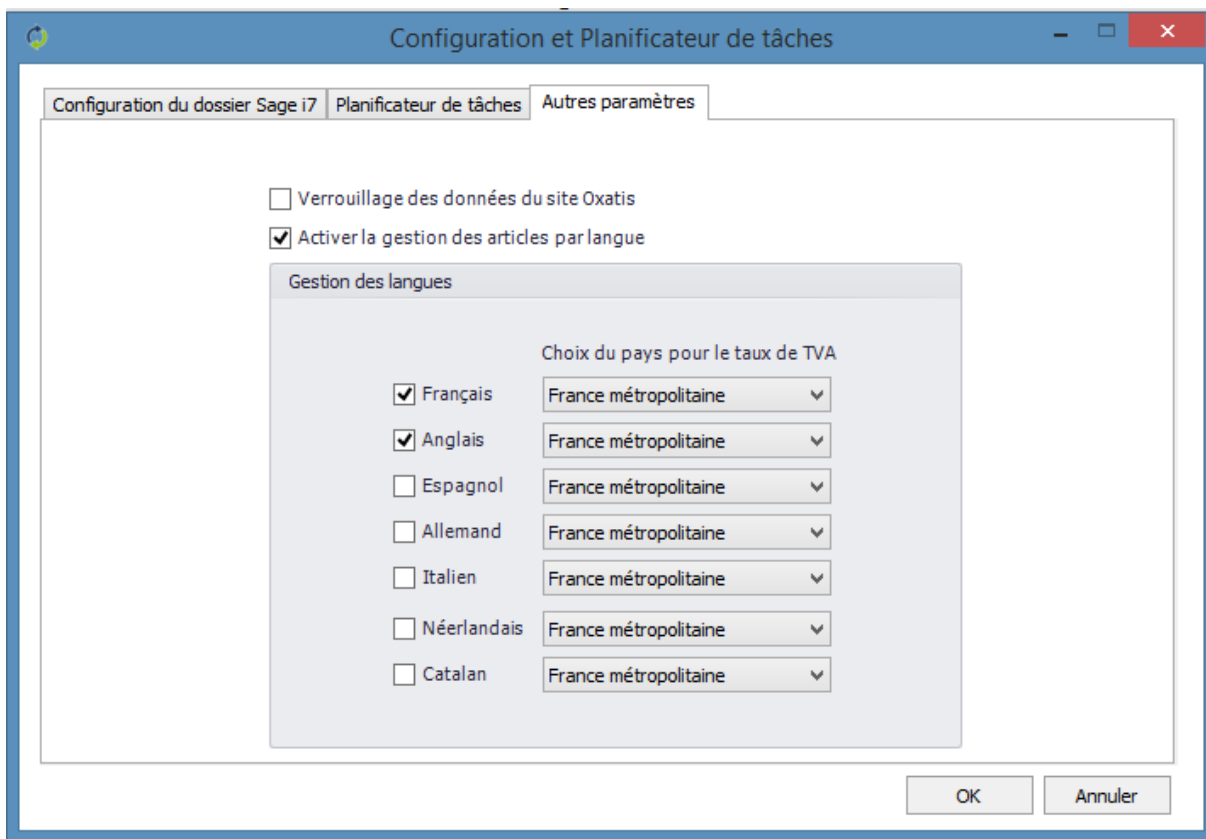 Configuration et Planificateur de tâches
Configuration du dossier Sage i7 Planificateur de tâches Autres paramètres
Verrouillage des données du site Oxatis
Activer la gestion des articles par langue
Gestion des langues
Choix du pays pour le taux de TVA
Français France métropolitaine
Anglais France métropolitaine
Espagnol France métropolitaine
Allemand France métropolitaine
Italien France métropolitaine
Néerlandais France métropolitaine
Catalan France métropolitaine
OK Annuler